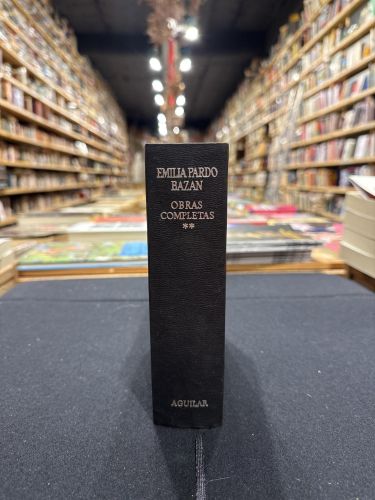 EMILIA PARDO
BAZAN
OBRAS
COMPLETAS
**
AGUILAR